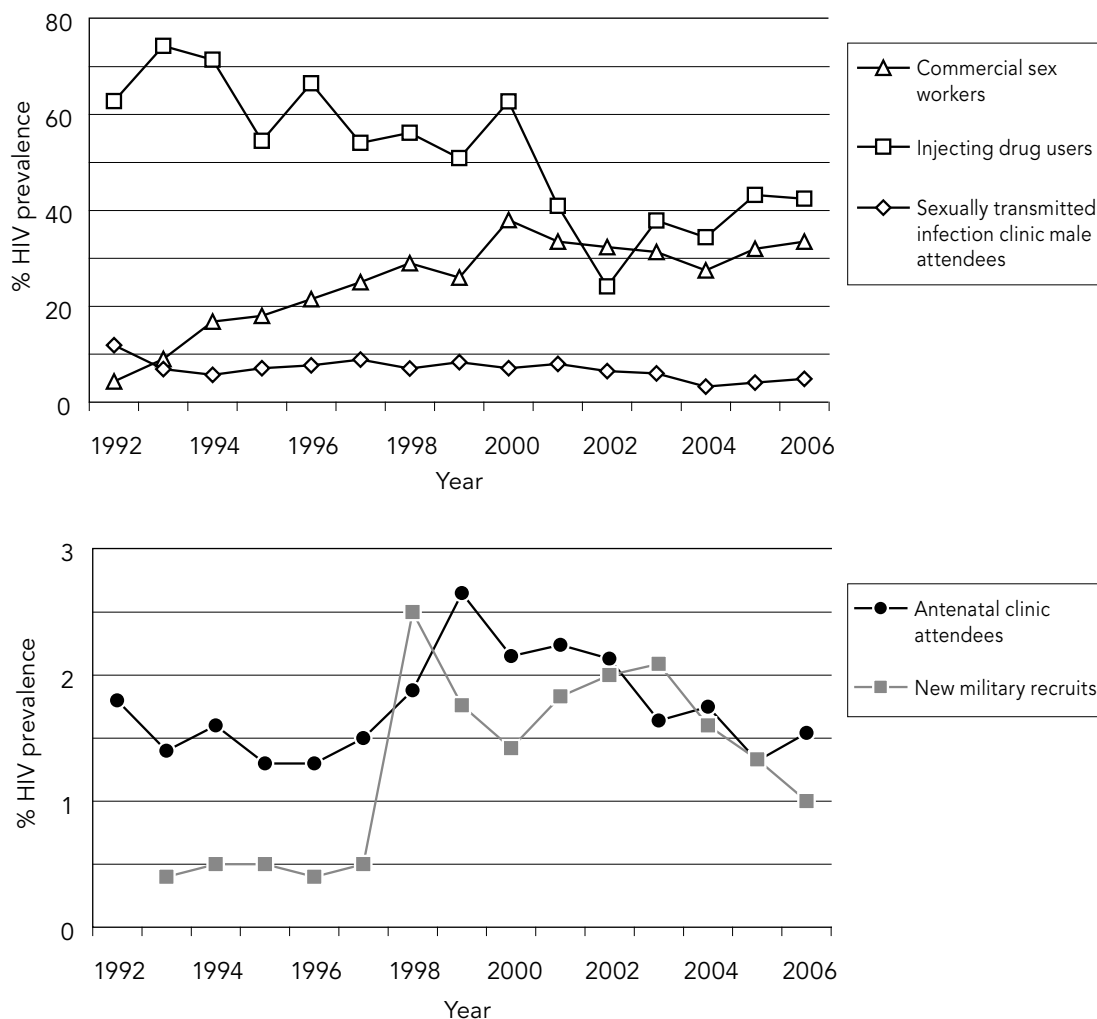 80
60
40
20
0
% HIV prevalence
1992 1994 1996 1998 2000 2002 2004 2006
Year
Commercial sex
workers
Injecting drug users
Sexually transmitted
infection clinic male
attendees
3
2
1
0
% HIV prevalence
1992 1994 1996 1998 2000 2002 2004 2006
Year
Antenatal clinic
attendees
New military recruits